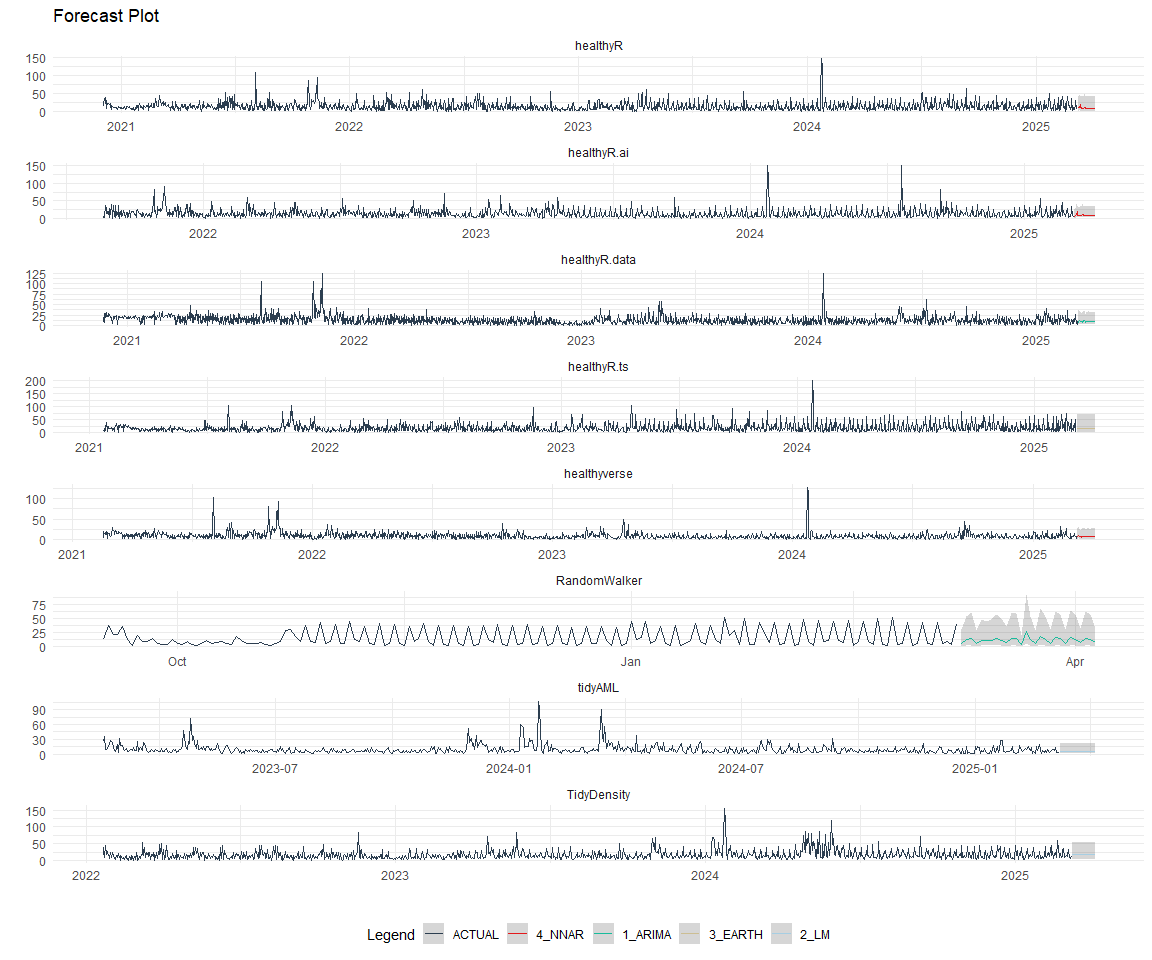 Forecast Plot
healthyR
150
100
50
0
2021 2022 2023 2024 2025
healthyR.ai
150
100
50
0
2022 2023 2024 2025
healthyR.data
125
100
75
50
25
0
2021 2022 2023 2024 2025
healthyR.ts
200
150
100
50
0
2021 2022 2023 2024 2025
healthyverse
100
50
0
2021 2022 2023 2024 2025
RandomWalker
75
50
25
0
Oct Jan Apr
tidyAML
90
60
30
0
2023-07 2024-01 2024-07 2025-01
TidyDensity
150
100
50
0
2022 2023 2024 2025
Legend ACTUAL 4_NNAR 1_ARIMA 3_EARTH 2_LM